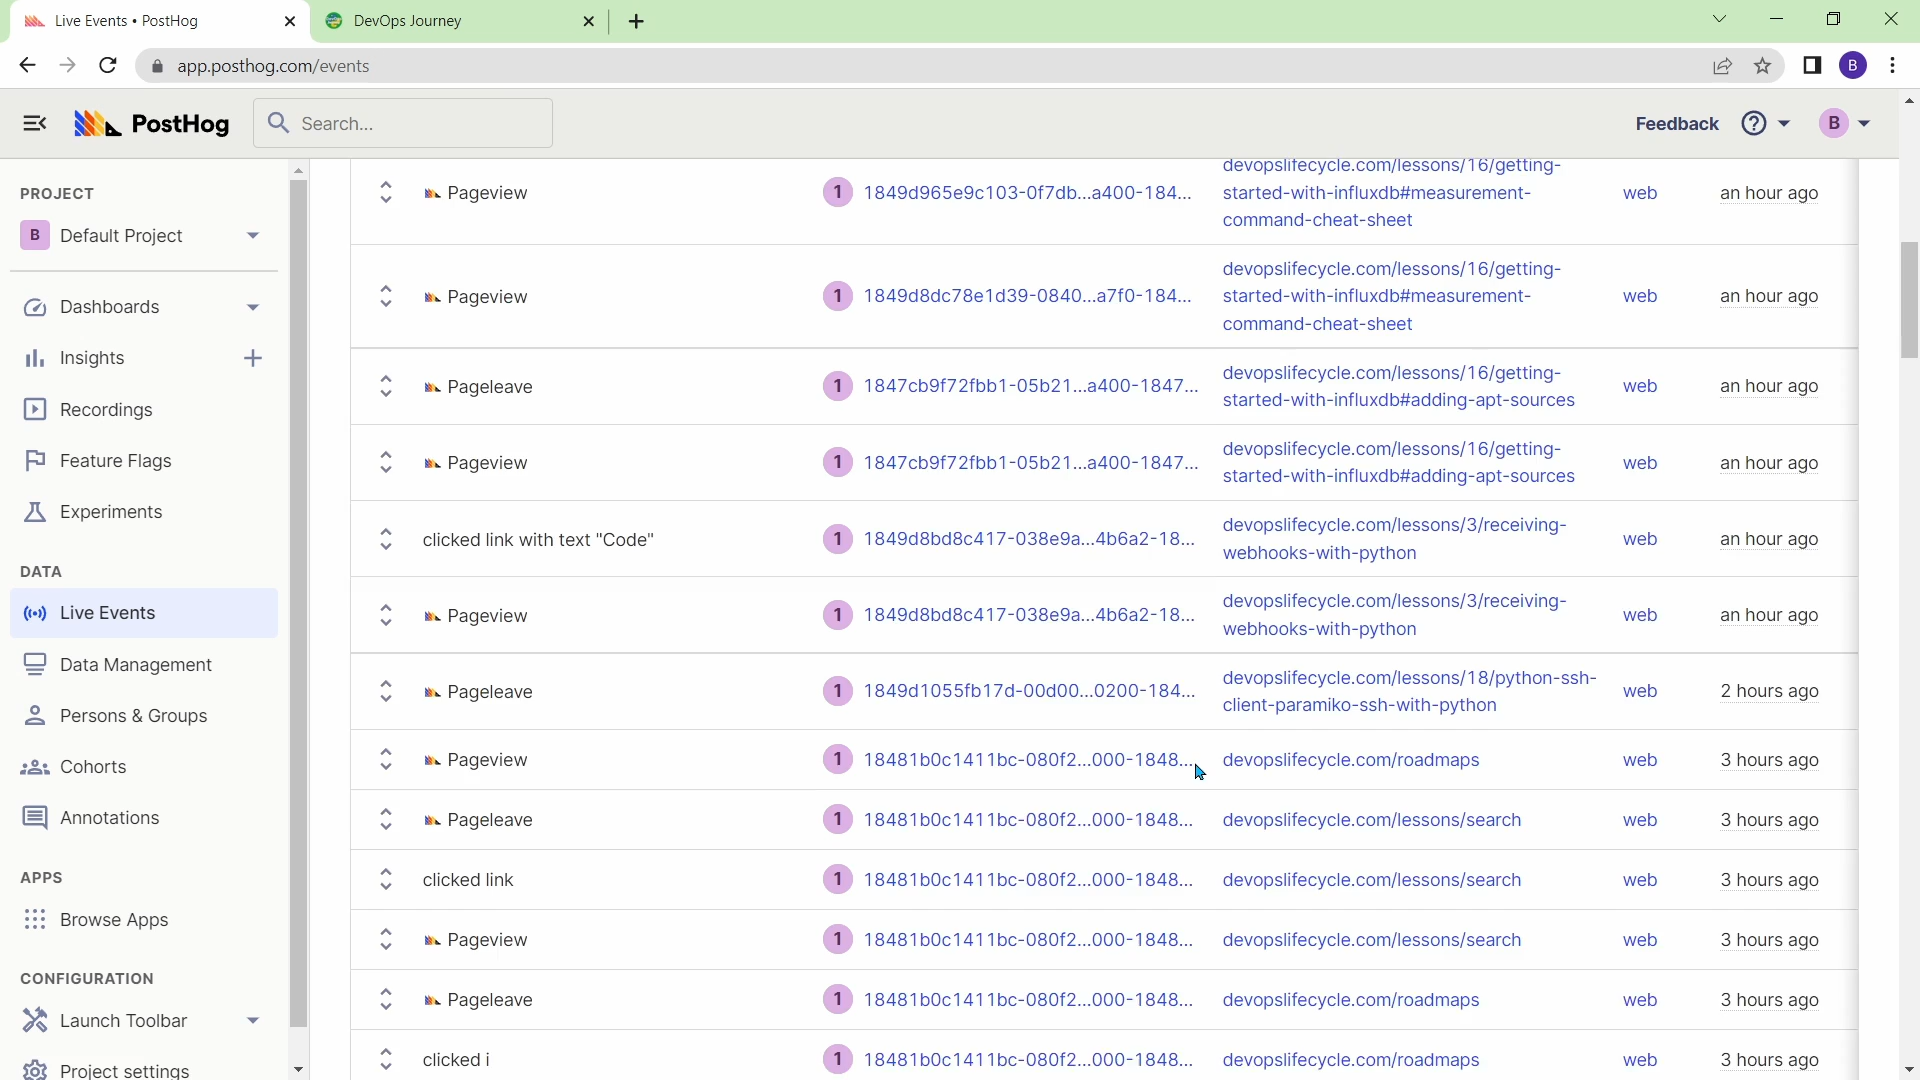 Live Events • PostHog
DevOps Journey
app.posthog.com/events
B
PostHog
Search...
Feedback
B
PROJECT
B Default Project
Dashboards
Insights
Recordings
Feature Flags
Experiments
DATA
Live Events
Data Management
Persons & Groups
Cohorts
Annotations
APPS
Browse Apps
CONFIGURATION
Launch Toolbar
Project settings
devopslifecycle.com/lessons/16/getting-
Pageview 1 1849d965e9c103-0f7db...a400-184... started-with-influxdb#measurement- web an hour ago
command-cheat-sheet
devopslifecycle.com/lessons/16/getting-
Pageview 1 1849d8dc78e1d39-0840...a7f0-184... started-with-influxdb#measurement- web an hour ago
command-cheat-sheet
devopslifecycle.com/lessons/16/getting-
Pageleave 1 1847cb9f72fbb1-05b21...a400-1847... web an hour ago
started-with-influxdb#adding-apt-sources
devopslifecycle.com/lessons/16/getting-
Pageview 1 1847cb9f72fbb1-05b21...a400-1847... web an hour ago
started-with-influxdb#adding-apt-sources
devopslifecycle.com/lessons/3/receiving-
clicked link with text "Code" 1 1849d8bd8c417-038e9a...4b6a2-18... web an hour ago
webhooks-with-python
devopslifecycle.com/lessons/3/receiving-
Pageview 1 1849d8bd8c417-038e9a...4b6a2-18... web an hour ago
webhooks-with-python
devopslifecycle.com/lessons/18/python-ssh-
Pageleave 1 1849d1055fb17d-00d00...0200-184... web 2 hours ago
client-paramiko-ssh-with-python
Pageview 1 18481b0c1411bc-080f2...000-1848... devopslifecycle.com/roadmaps web 3 hours ago
Pageleave 1 18481b0c1411bc-080f2...000-1848... devopslifecycle.com/lessons/search web 3 hours ago
clicked link 1 18481b0c1411bc-080f2...000-1848... devopslifecycle.com/lessons/search web 3 hours ago
Pageview 1 18481b0c1411bc-080f2...000-1848... devopslifecycle.com/lessons/search web 3 hours ago
Pageleave 1 18481b0c1411bc-080f2...000-1848... devopslifecycle.com/roadmaps web 3 hours ago
clicked i 1 18481b0c1411bc-080f2...000-1848... devopslifecycle.com/roadmaps web 3 hours ago